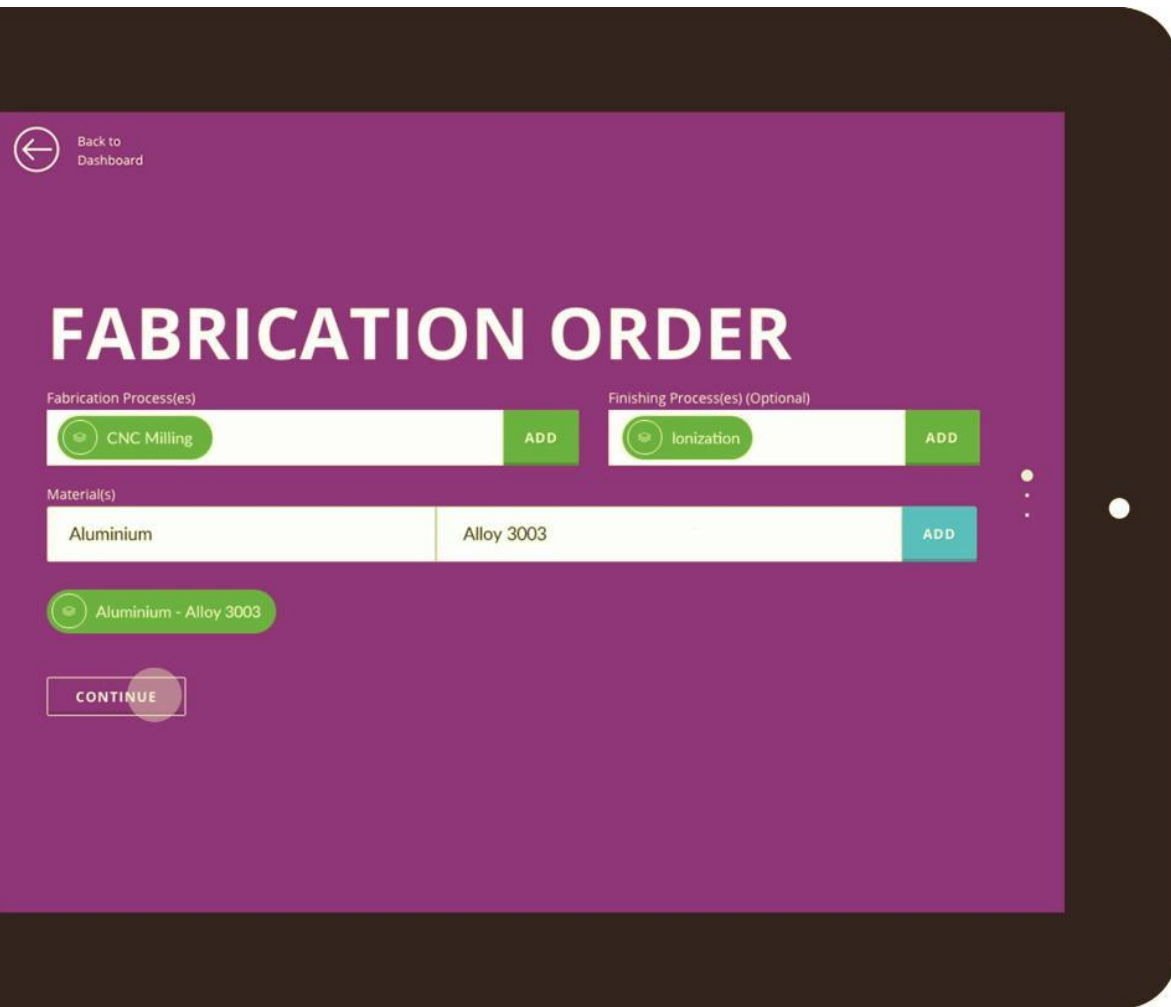 Back to
Dashboard
FABRICATION ORDER
Fabrication Process(es)
Finishing Process(es) (Optional)
CNC Milling
ADD
Ionization
ADD
Material(s)
Aluminium
Alloy 3003
ADD
Aluminium - Alloy 3003
CONTINUE